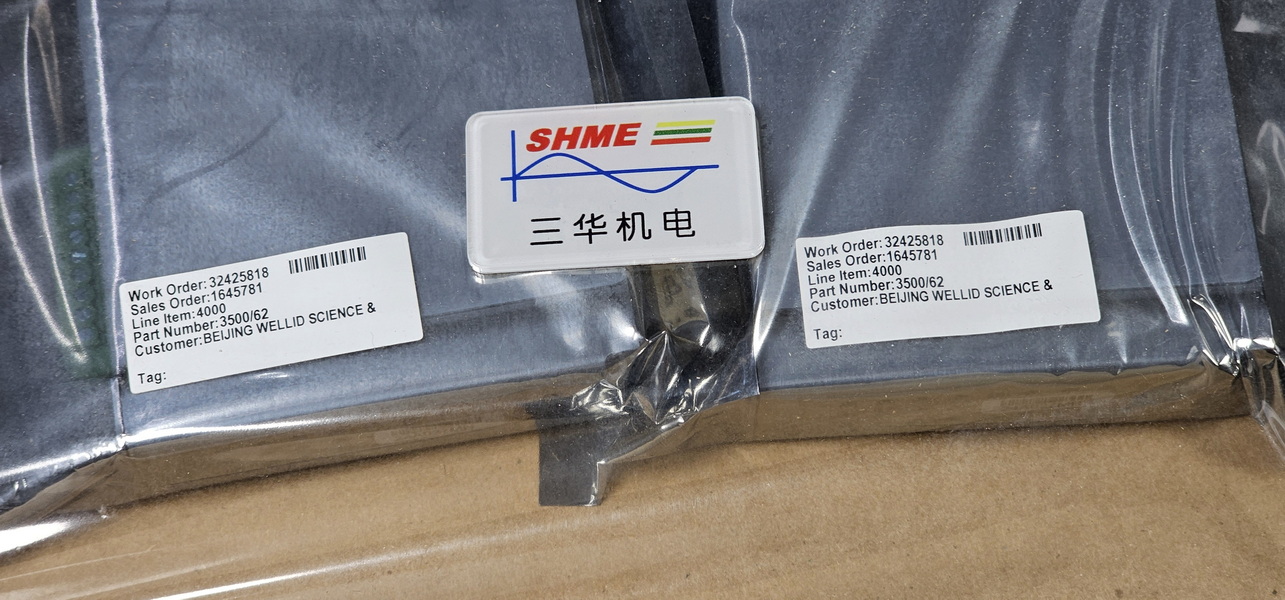 SHME
三华机电
Work Order:32425818
Sales Order:1645781
Line Item:4000
Part Number:3500/62
Customer:BEIJING WELLID SCIENCE &
Tag:
Work Order:32425818
Sales Order:1645781
Line Item:4000
Part Number:3500/62
Customer:BEIJING WELLID SCIENCE &
Tag: